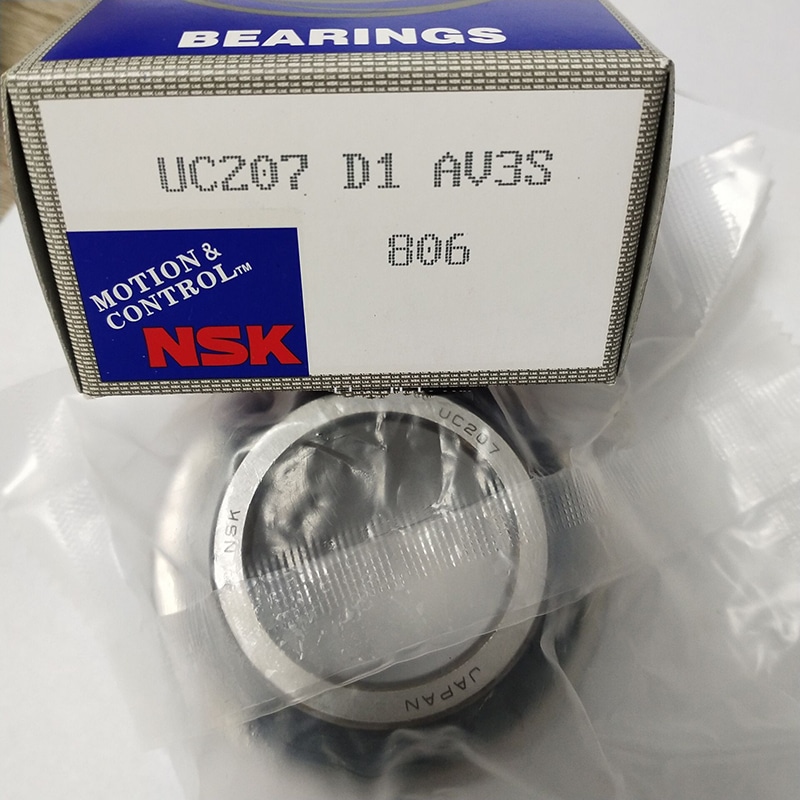 BEARINGS
UC207 D1 AV3S
806
MOTION &
CONTROL™
NSK
UC207
NSK
JAPAN